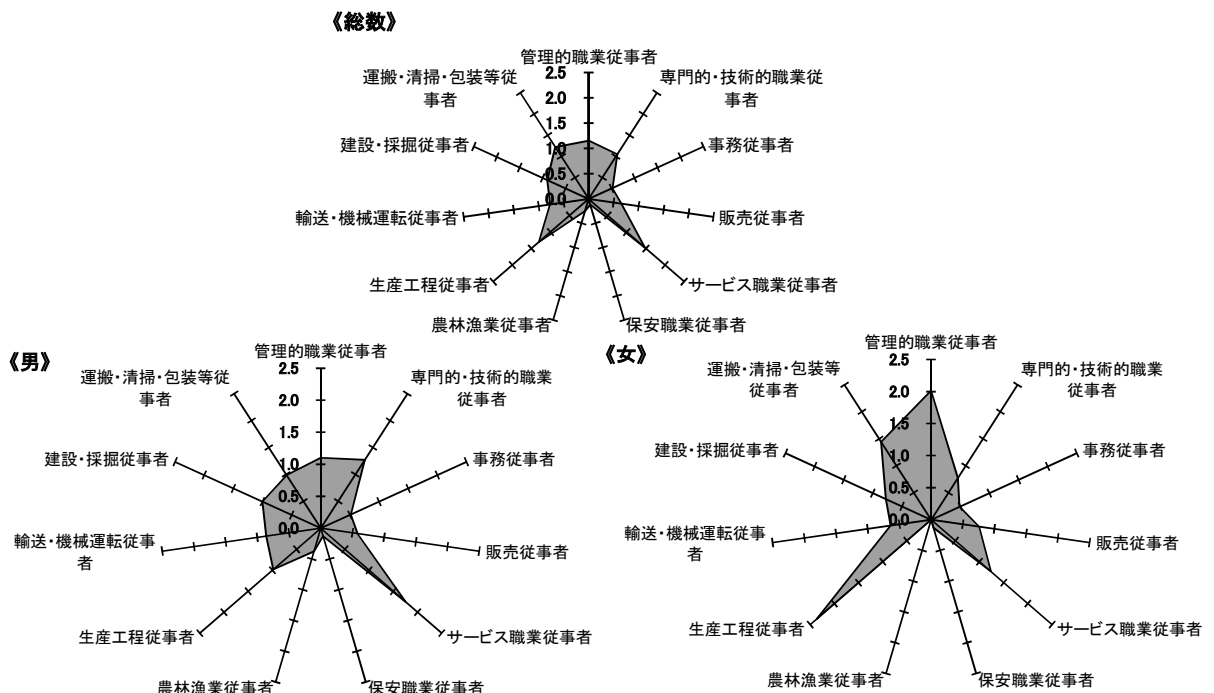 《総数》
管理的職業従事者
専門的・技術的職業従
事者
事務従事者
販売従事者
サービス職業従事者
保安職業従事者
農林漁業従事者
生産工程従事者
輸送・機械運転従事者
建設・採掘従事者
運搬・清掃・包装等従
事者
2.5
2.0
1.5
1.0
0.5
0.0
《男》
管理的職業従事者
専門的・技術的職業
従事者
事務従事者
販売従事者
サービス職業従事者
保安職業従事者
農林漁業従事者
生産工程従事者
輸送・機械運転従事
者
建設・採掘従事者
運搬・清掃・包装等従
事者
2.5
2.0
1.5
1.0
0.5
0.0
《女》
管理的職業従事者
専門的・技術的職業
従事者
事務従事者
販売従事者
サービス職業従事者
保安職業従事者
農林漁業従事者
生産工程従事者
輸送・機械運転従事
者
建設・採掘従事者
運搬・清掃・包装等
従事者
2.5
2.0
1.5
1.0
0.5
0.0